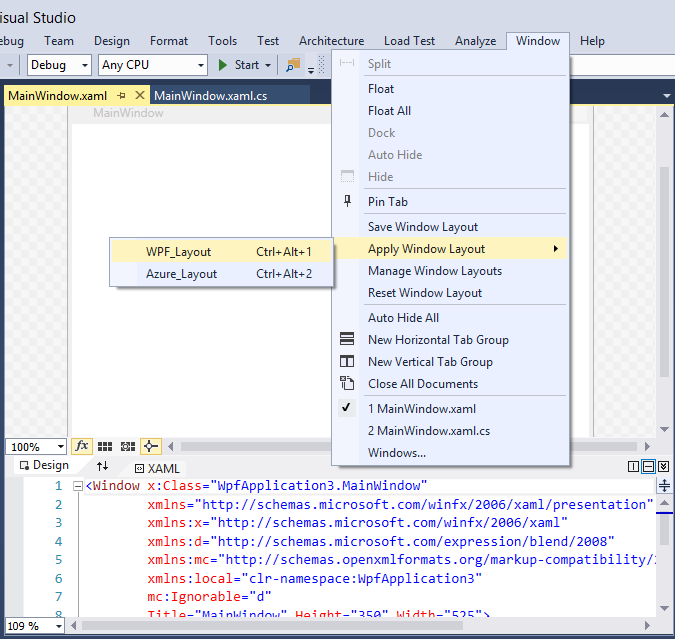 isual Studio
ebug Team Design Format Tools Test Architecture Load Test Analyze Window Help
Debug Any CPU Start
MainWindow.xaml MainWindow.xaml.cs
MainWindow
Split
Float
Float All
Dock
Auto Hide
Hide
Pin Tab
Save Window Layout
Apply Window Layout
WPF_Layout Ctrl+Alt+1
Azure_Layout Ctrl+Alt+2
Manage Window Layouts
Reset Window Layout
Auto Hide All
New Horizontal Tab Group
New Vertical Tab Group
Close All Documents
1 MainWindow.xaml
2 MainWindow.xaml.cs
Windows...
100% fx
Design XAML
1 <Window x:Class="WpfApplication3.MainWindow"
2 xmlns="http://schemas.microsoft.com/winfx/2006/xaml/presentation"
3 xmlns:x="http://schemas.microsoft.com/winfx/2006/xaml"
4 xmlns:d="http://schemas.microsoft.com/expression/blend/2008"
5 xmlns:mc="http://schemas.openxmlformats.org/markup-compatibility/
6 xmlns:local="clr-namespace:WpfApplication3"
7 mc:Ignorable="d"
8 Title="MainWindow" Height="350" Width="525">
109 %